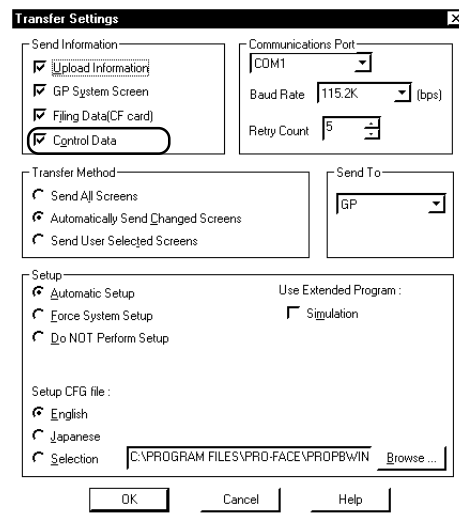 Transfer Settings
Send Information
Upload Information
GP System Screen
Filing Data(CF card)
Control Data
Communications Port
COM1
Baud Rate 115.2K (bps)
Retry Count 5
Transfer Method
Send All Screens
Automatically Send Changed Screens
Send User Selected Screens
Send To
GP
Setup
Automatic Setup
Force System Setup
Do NOT Perform Setup
Use Extended Program :
Simulation
Setup CFG file :
English
Japanese
Selection C:\PROGRAM FILES\PRO-FACE\PROPBWIN Browse ...
OK Cancel Help